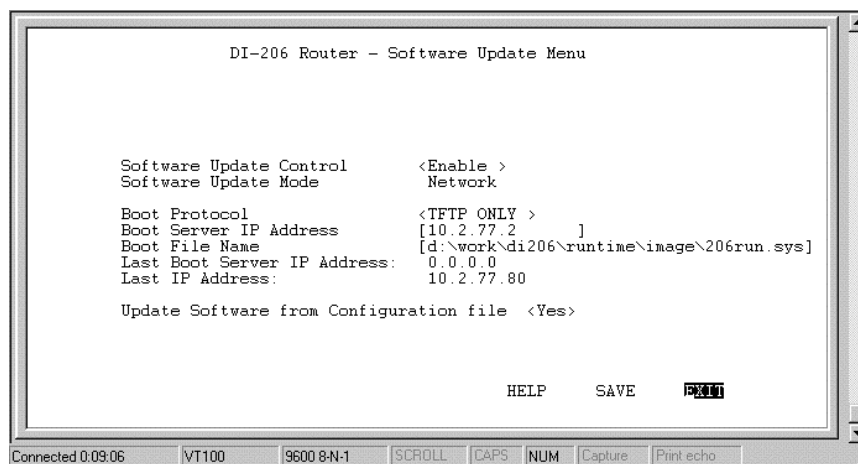 DI-206 Router - Software Update Menu
Software Update Control <Enable >
Software Update Mode Network
Boot Protocol <TFTP ONLY >
Boot Server IP Address [10.2.77.2 ]
Boot File Name [d:\work\di206\runtime\image\206run.sys]
Last Boot Server IP Address: 0.0.0.0
Last IP Address: 10.2.77.80
Update Software from Configuration file <Yes>
HELP SAVE EXIT
Connected 0:09:06 VT100 9600 8-N-1 SCROLL CAPS NUM Capture Print echo